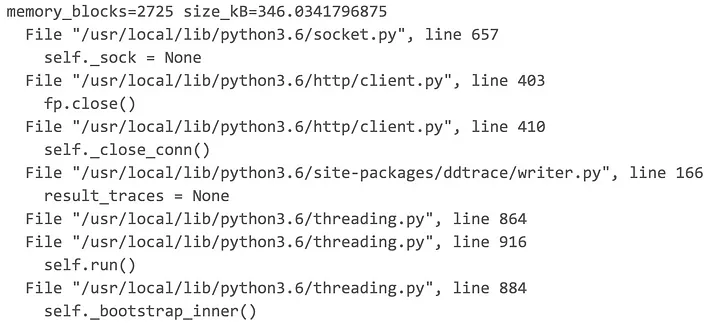 memory_blocks=2725 size_kB=346.0341796875
File "/usr/local/lib/python3.6/socket.py", line 657
self._sock = None
File "/usr/local/lib/python3.6/http/client.py", line 403
fp.close()
File "/usr/local/lib/python3.6/http/client.py", line 410
self._close_conn()
File "/usr/local/lib/python3.6/site-packages/ddtrace/writer.py", line 166
result_traces = None
File "/usr/local/lib/python3.6/threading.py", line 864
File "/usr/local/lib/python3.6/threading.py", line 916
self.run()
File "/usr/local/lib/python3.6/threading.py", line 884
self._bootstrap_inner()